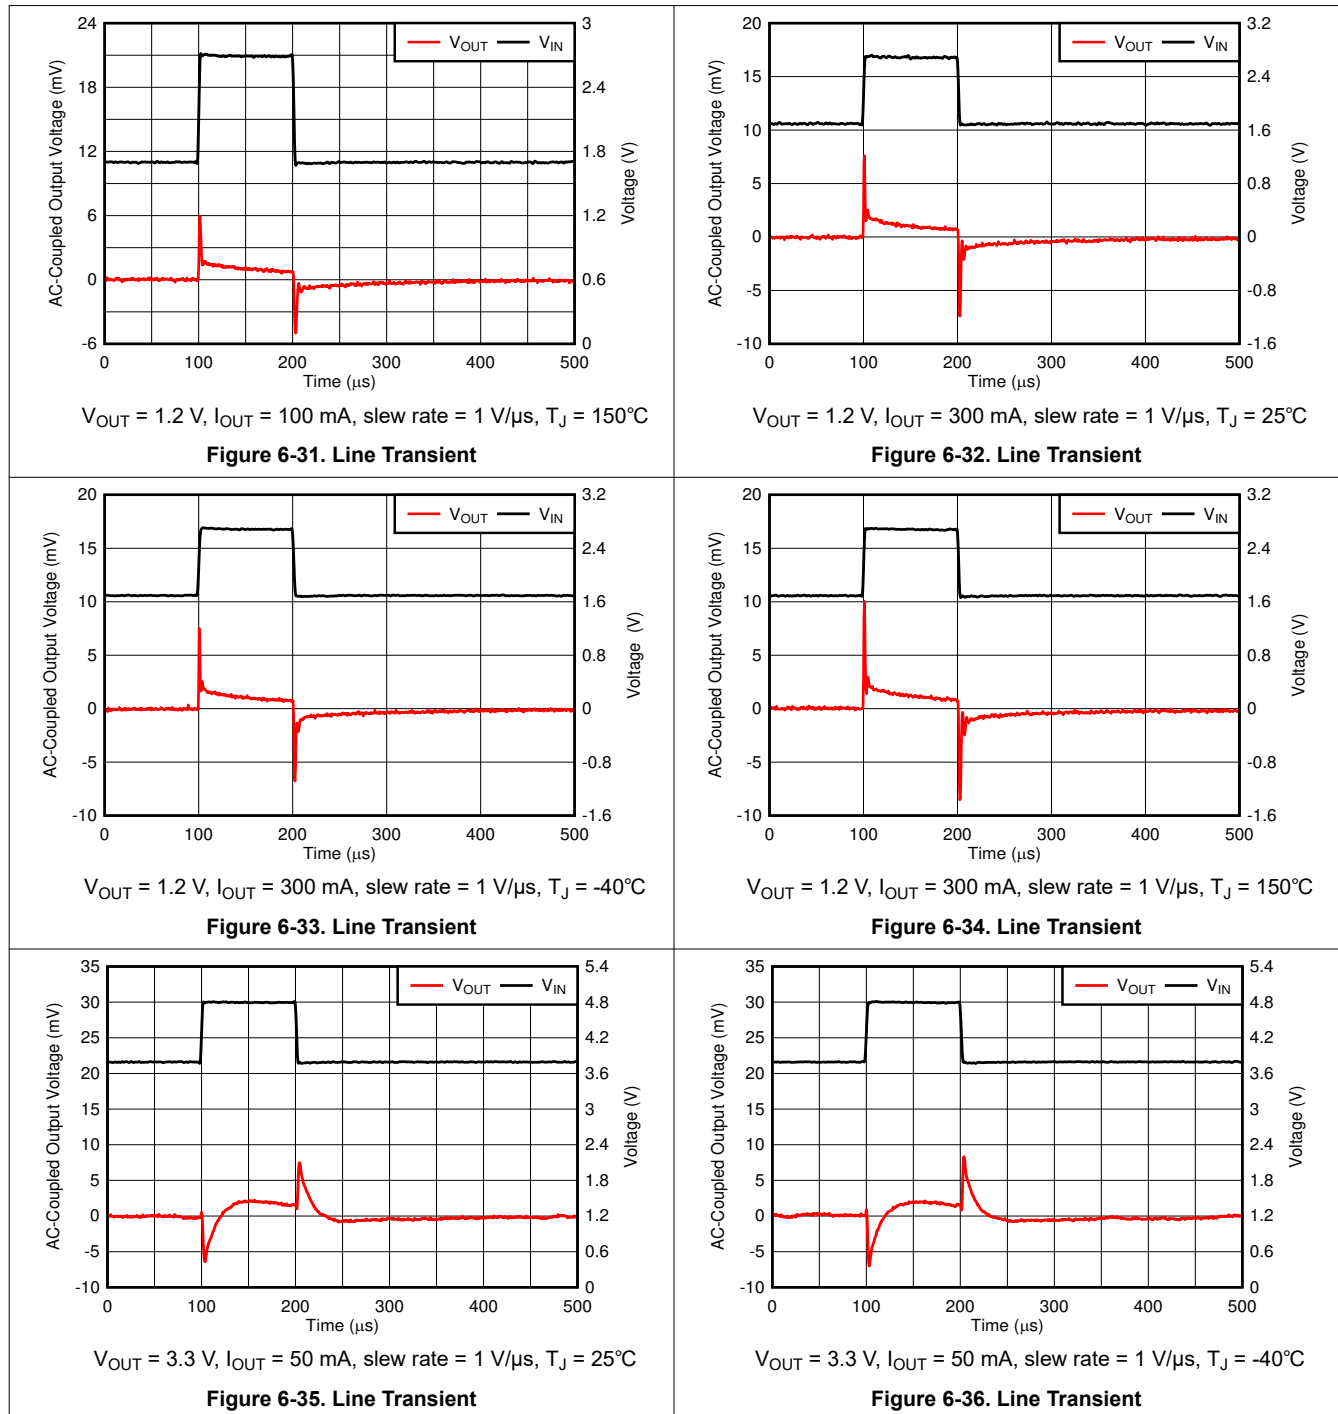 24
18
12
6
0
-6
3
2.4
1.8
1.2
0.6
0
0 100 200 300 400 500
AC-Coupled Output Voltage (mV)
Voltage (V)
Time (µs)
VOUT VIN
VOUT = 1.2 V, IOUT = 100 mA, slew rate = 1 V/µs, TJ = 150°C
Figure 6-31. Line Transient
20
15
10
5
0
-5
-10
3.2
2.4
1.6
0.8
0
-0.8
-1.6
0 100 200 300 400 500
AC-Coupled Output Voltage (mV)
Voltage (V)
Time (µs)
VOUT VIN
VOUT = 1.2 V, IOUT = 300 mA, slew rate = 1 V/µs, TJ = 25°C
Figure 6-32. Line Transient
20
15
10
5
0
-5
-10
3.2
2.4
1.6
0.8
0
-0.8
-1.6
0 100 200 300 400 500
AC-Coupled Output Voltage (mV)
Voltage (V)
Time (µs)
VOUT VIN
VOUT = 1.2 V, IOUT = 300 mA, slew rate = 1 V/µs, TJ = -40°C
Figure 6-33. Line Transient
20
15
10
5
0
-5
-10
3.2
2.4
1.6
0.8
0
-0.8
-1.6
0 100 200 300 400 500
AC-Coupled Output Voltage (mV)
Voltage (V)
Time (µs)
VOUT VIN
VOUT = 1.2 V, IOUT = 300 mA, slew rate = 1 V/µs, TJ = 150°C
Figure 6-34. Line Transient
35
30
25
20
15
10
5
0
-5
-10
5.4
4.8
4.2
3.6
3
2.4
1.8
1.2
0.6
0
0 100 200 300 400 500
AC-Coupled Output Voltage (mV)
Voltage (V)
Time (µs)
VOUT VIN
VOUT = 3.3 V, IOUT = 50 mA, slew rate = 1 V/µs, TJ = 25°C
Figure 6-35. Line Transient
35
30
25
20
15
10
5
0
-5
-10
5.4
4.8
4.2
3.6
3
2.4
1.8
1.2
0.6
0
0 100 200 300 400 500
AC-Coupled Output Voltage (mV)
Voltage (V)
Time (µs)
VOUT VIN
VOUT = 3.3 V, IOUT = 50 mA, slew rate = 1 V/µs, TJ = -40°C
Figure 6-36. Line Transient